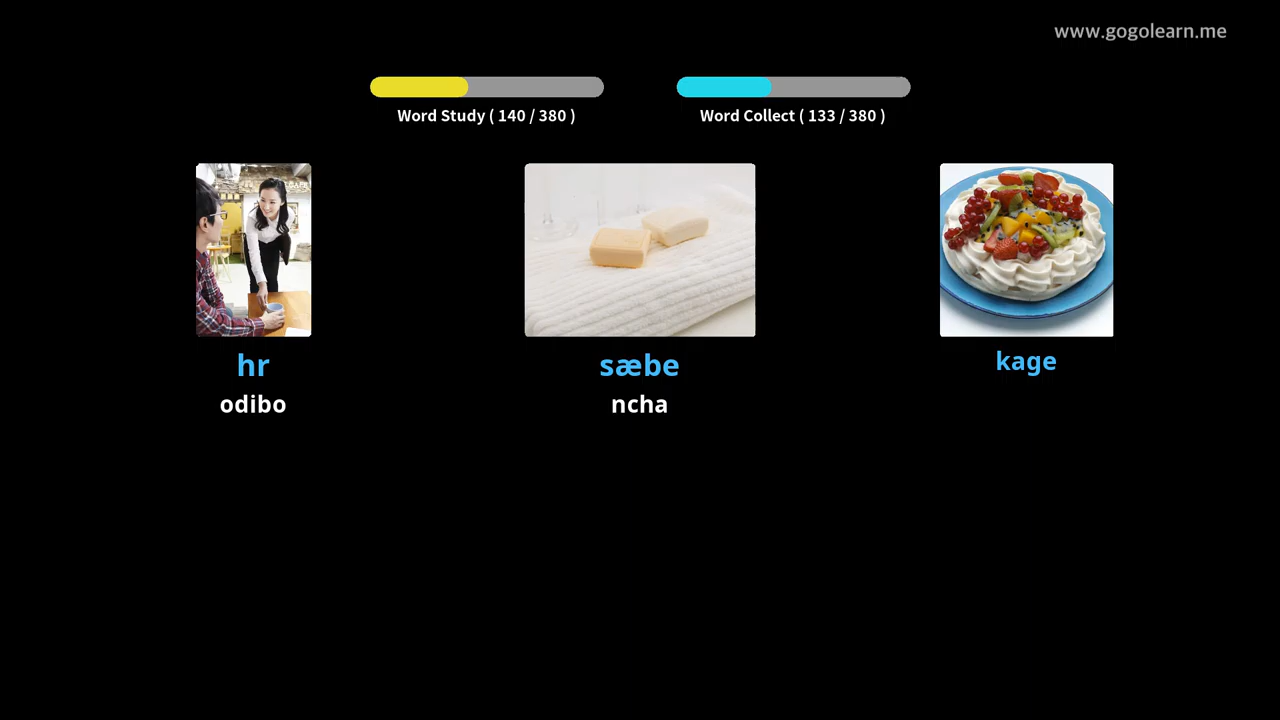 www.gogolearn.me
Word Study ( 140 / 380 )
Word Collect ( 133 / 380 )
hr
odibo
sæbe
ncha
kage